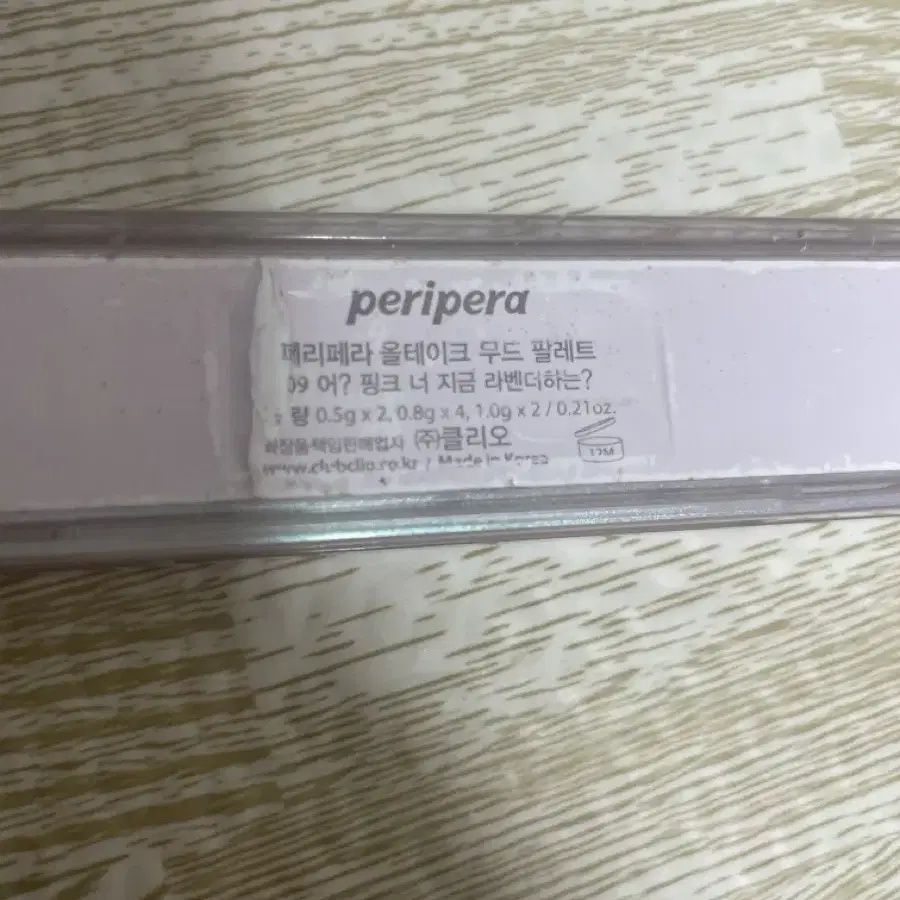 peripera
페리페라 올테이크 무드 팔레트
09 어? 핑크 너 지금 라벤더하는?
량 0.5g x 2, 0.8g x 4, 1.0g x 2 / 0.21oz.
화장품책임판매업자 (주)클리오
12M
/ Made in Korea